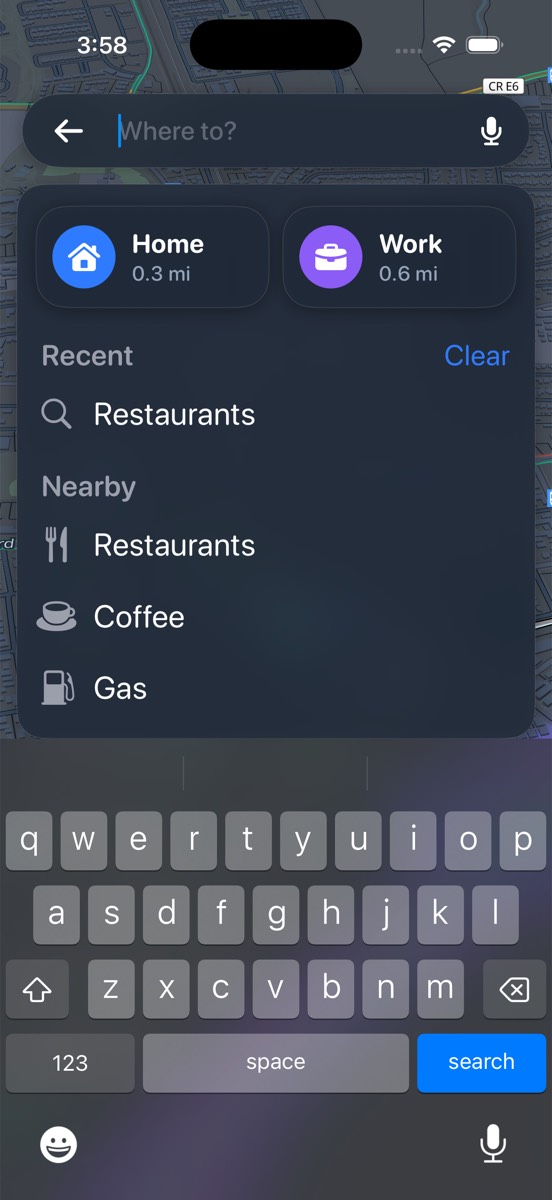 3:58
CR E6
Where to?
Home
0.3 mi
Work
0.6 mi
Recent
Clear
Restaurants
Nearby
rd
Restaurants
Coffee
Gas
q w e r t y u i o p
a s d f g h j k l
z x c v b n m
123
space
search